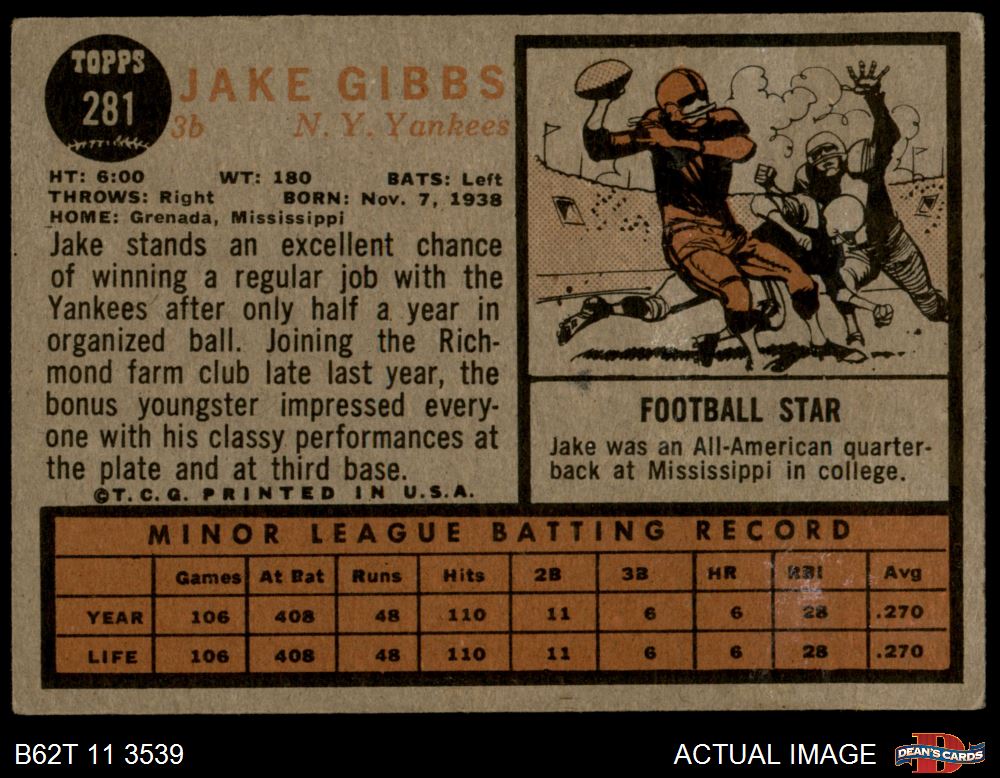 TOPPS
281
JAKE GIBBS
3b N. Y. Yankees
HT: 6:00 WT: 180 BATS: Left
THROWS: Right BORN: Nov. 7, 1938
HOME: Grenada, Mississippi
Jake stands an excellent chance
of winning a regular job with the
Yankees after only half a year in
organized ball. Joining the Rich-
mond farm club late last year, the
bonus youngster impressed every-
one with his classy performances at
the plate and at third base.
©T.C.G. PRINTED IN U.S.A.
FOOTBALL STAR
Jake was an All-American quarter-
back at Mississippi in college.
MINOR LEAGUE BATTING RECORD
Games At Bat Runs Hits 2B 3B HR RBI Avg
YEAR 106 408 48 110 11 6 6 28 .270
LIFE 106 408 48 110 11 6 6 28 .270
B62T 11 3539
ACTUAL IMAGE
DEAN'S CARDS